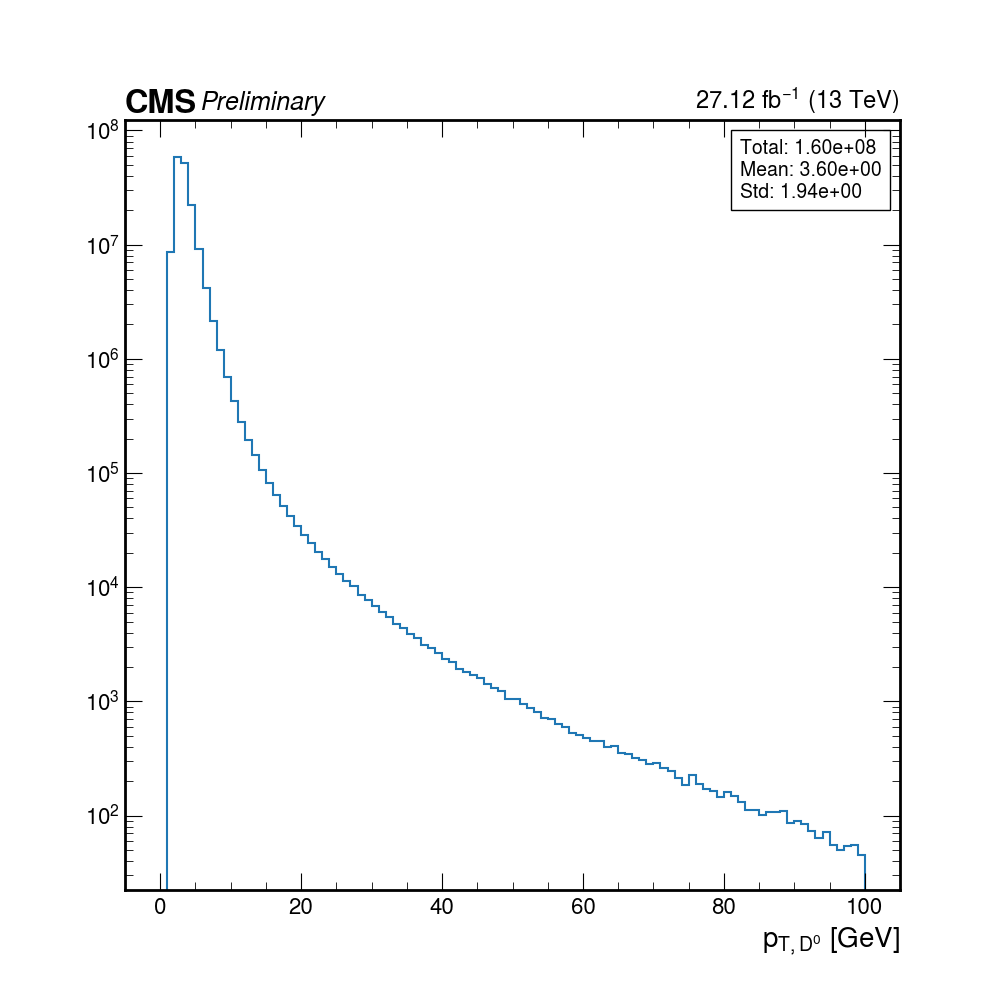 CMS Preliminary 27.12 fb⁻¹ (13 TeV)
Total: 1.60e+08
Mean: 3.60e+00
Std: 1.94e+00
10⁸
10⁷
10⁶
10⁵
10⁴
10³
10²
0 20 40 60 80 100
p_T, D⁰ [GeV]